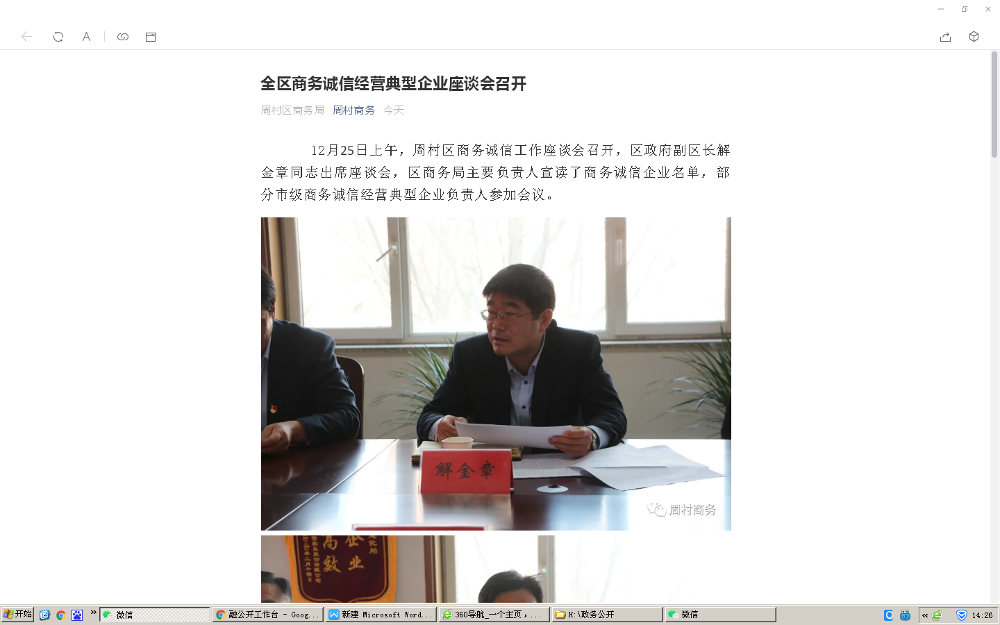 全区商务诚信经营典型企业座谈会召开
周村区商务局 周村商务 今天
12月25日上午，周村区商务诚信工作座谈会召开，区政府副区长解
金章同志出席座谈会，区商务局主要负责人宣读了商务诚信企业名单，部
分市级商务诚信经营典型企业负责人参加会议。
解金章
周村商务
企业
高效
开始
微信
融公开工作台 - Goog...
新建 Microsoft Word...
360导航_一个主页，...
H:\政务公开
微信
14:26